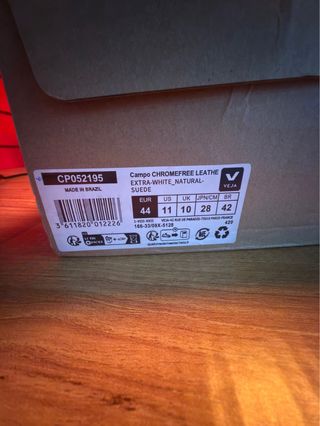 CP052195
MADE IN BRAZIL
3 611820 012226
Campo CHROMEFREE LEATHE
EXTRA-WHITE_NATURAL-
SUEDE
VEJA
EUR US UK JPN/CM BR
44 11 10 28 42
420